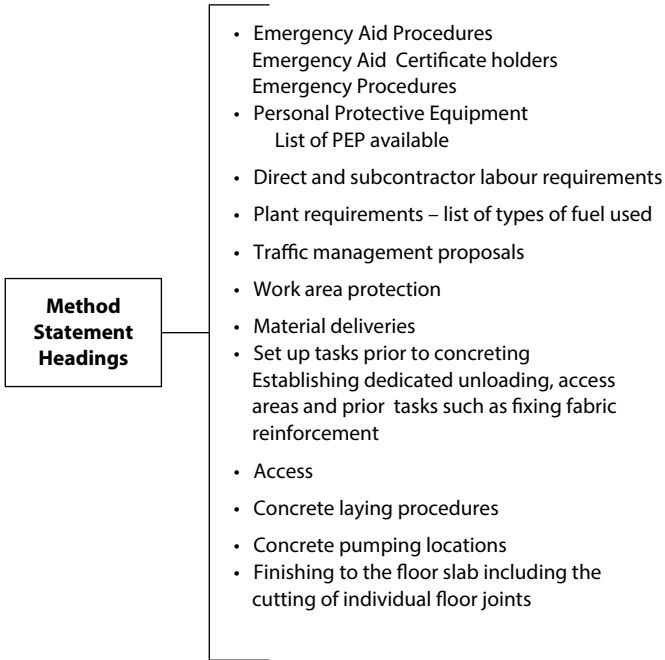 Method
Statement
Headings
• Emergency Aid Procedures
Emergency Aid Certificate holders
Emergency Procedures
• Personal Protective Equipment
List of PEP available
• Direct and subcontractor labour requirements
• Plant requirements – list of types of fuel used
• Traffic management proposals
• Work area protection
• Material deliveries
• Set up tasks prior to concreting
Establishing dedicated unloading, access
areas and prior tasks such as fixing fabric
reinforcement
• Access
• Concrete laying procedures
• Concrete pumping locations
• Finishing to the floor slab including the
cutting of individual floor joints